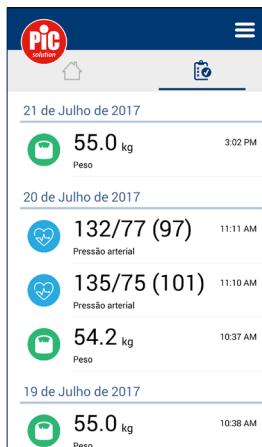 PiC
solution
21 de Julho de 2017
55.0 kg
3:02 PM
Peso
20 de Julho de 2017
132/77 (97)
11:11 AM
Pressão arterial
135/75 (101)
11:10 AM
Pressão arterial
54.2 kg
10:37 AM
Peso
19 de Julho de 2017
55.0 kg
10:38 AM
Peso